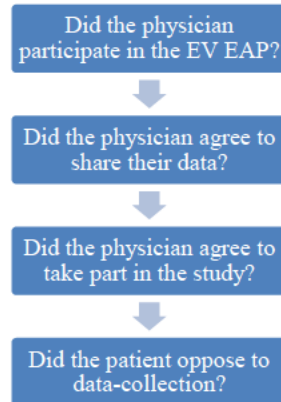 Did the physician
participate in the EV EAP?
Did the physician agree to
share their data?
Did the physician agree to
take part in the study?
Did the patient oppose to
data-collection?